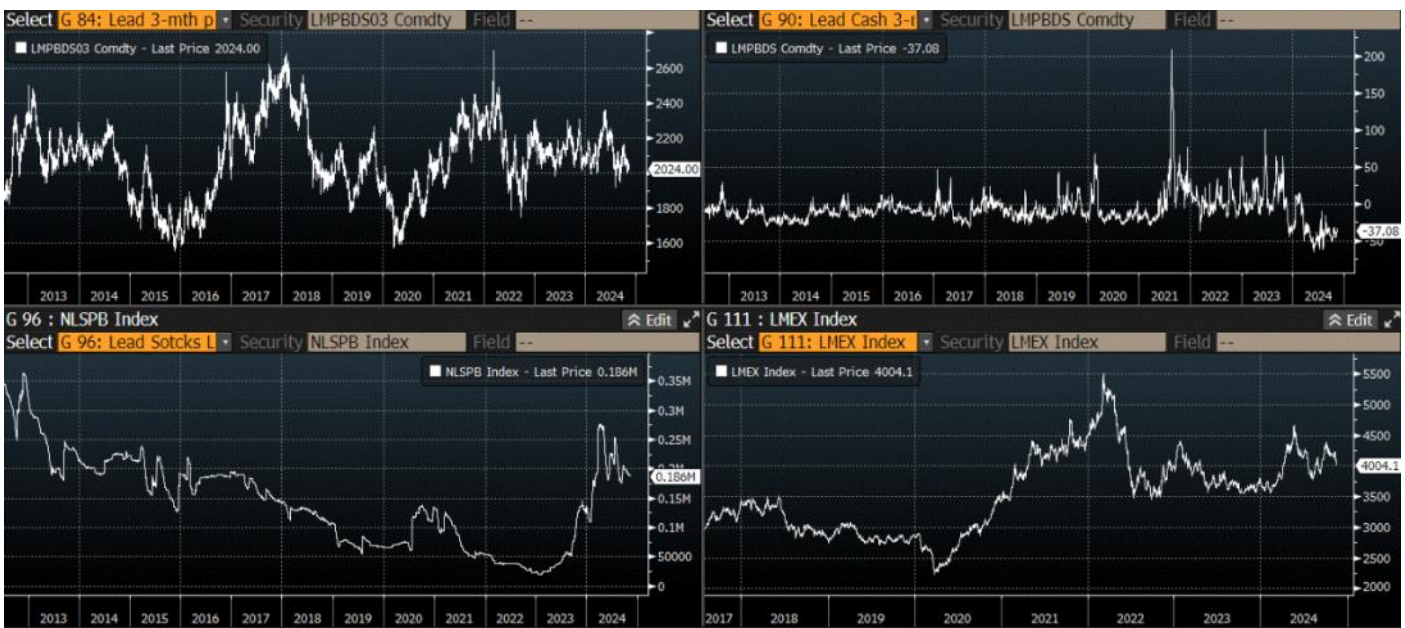 Select G 84: Lead 3-mth p Security LMPBDS03 Comdty Field --
LMPBDS03 Comdty - Last Price 2024.00
2600
2400
2200
2024.00
2000
1800
1600
2013 2014 2015 2016 2017 2018 2019 2020 2021 2022 2023 2024
Select G 90: Lead Cash 3-r Security LMPBDS Comdty Field --
LMPBDS Comdty - Last Price -37.08
200
150
100
50
0
-37.08
-50
2013 2014 2015 2016 2017 2018 2019 2020 2021 2022 2023 2024
G 96 : NLSPB Index Edit
Select G 96: Lead Sotcks L Security NLSPB Index Field --
NLSPB Index - Last Price 0.186M
0.35M
0.3M
0.25M
0.2M
0.186M
0.15M
0.1M
50000
0
2013 2014 2015 2016 2017 2018 2019 2020 2021 2022 2023 2024
G 111 : LMEX Index Edit
Select G 111: LMEX Index Security LMEX Index Field --
LMEX Index - Last Price 4004.1
5500
5000
4500
4004.1
3500
3000
2500
2000
2017 2018 2019 2020 2021 2022 2023 2024